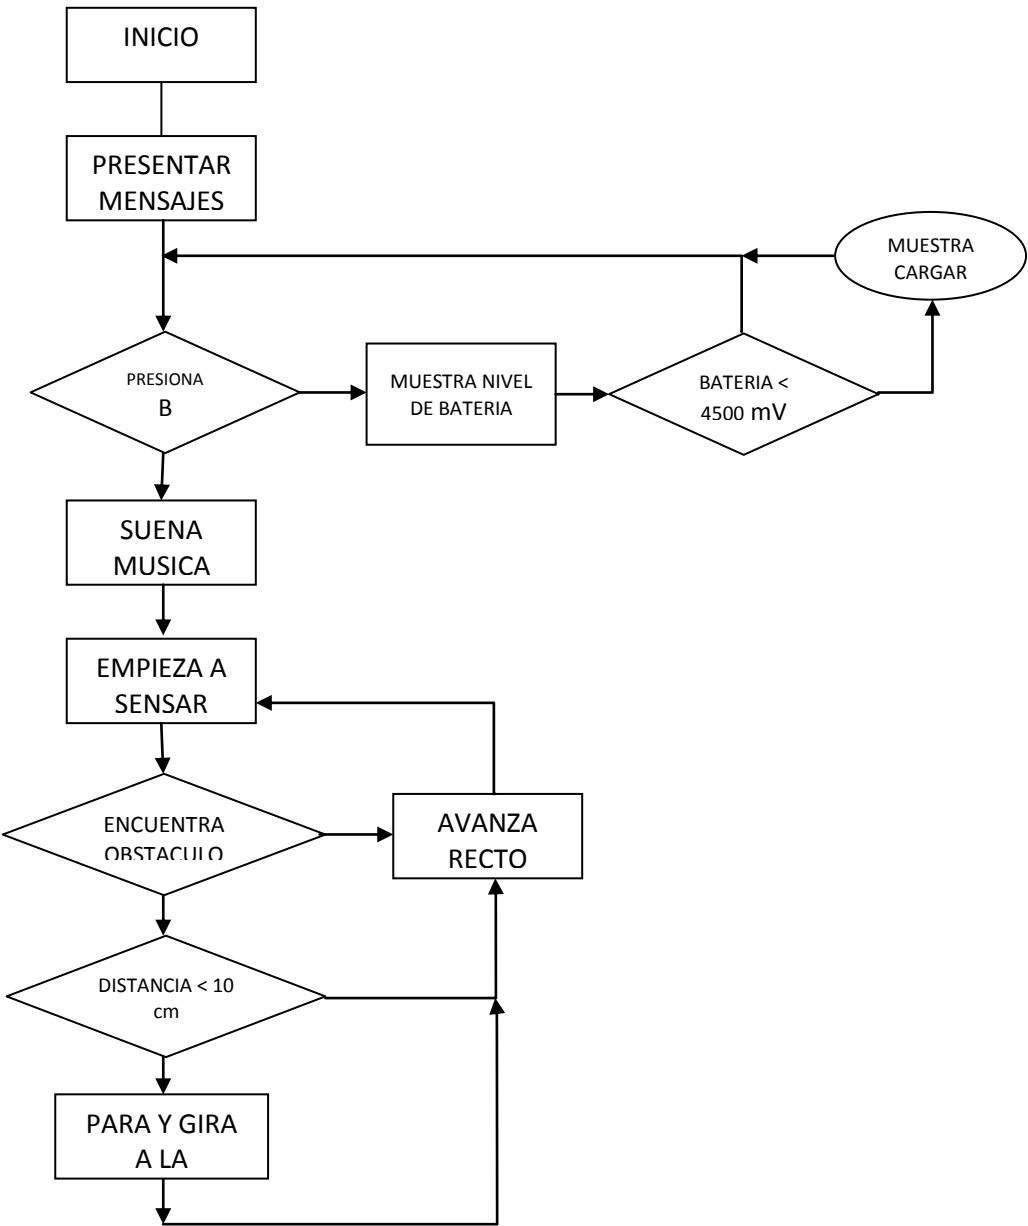 INICIO
PRESENTAR
MENSAJES
MUESTRA
CARGAR
PRESIONA
B
MUESTRA NIVEL
DE BATERIA
BATERIA <
4500 mV
SUENA
MUSICA
EMPIEZA A
SENSAR
ENCUENTRA
OBSTACULO
AVANZA
RECTO
DISTANCIA < 10
cm
PARA Y GIRA
A LA